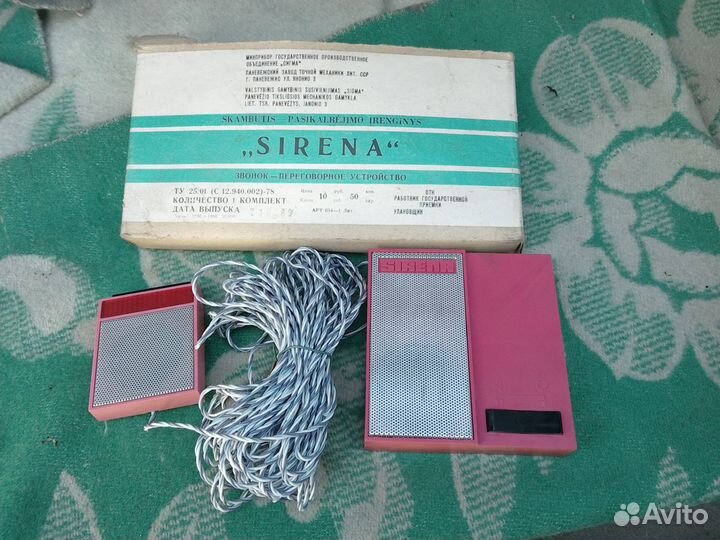 МИНПРИБОР ГОСУДАРСТВЕННОЕ ПРОИЗВОДСТВЕННОЕ
ОБЪЕДИНЕНИЕ „СИГМА"
ПАНЕВЕЖСКИЙ ЗАВОД ТОЧНОЙ МЕХАНИКИ ЛИТ. ССР
Г. ПАНЕВЕЖИС УЛ. ЯНОНИО 3
VALSTYBINIS GAMYBINIS SUSIVIENIJIMAS „SIGMA"
PANEVĖŽIO TIKSLIOSIOS MECHANIKOS GAMYKLA
LIET. TSR. PANEVĖŽYS, JANONIO 3
SKAMBUTIS — PASIKALBĖJIMO ĮRENGINYS
„SIRENA"
ЗВОНОК — ПЕРЕГОВОРНОЕ УСТРОЙСТВО
ТУ 25/01 (С 12.940.002)-78
КОЛИЧЕСТВО 1 КОМПЛЕКТ
ДАТА ВЫПУСКА
Цена 10 руб. 50 коп.
Kaina rub. kap.
ОТК
РАБОТНИК ГОСУДАРСТВЕННОЙ
ПРИЕМКИ
УПАКОВЩИК
SIRENA
Avito